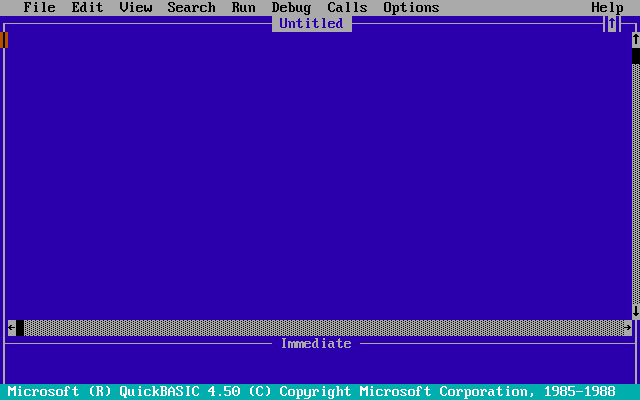 File Edit View Search Run Debug Calls Options Help
Untitled
Immediate
Microsoft (R) QuickBASIC 4.50 (C) Copyright Microsoft Corporation, 1985-1988